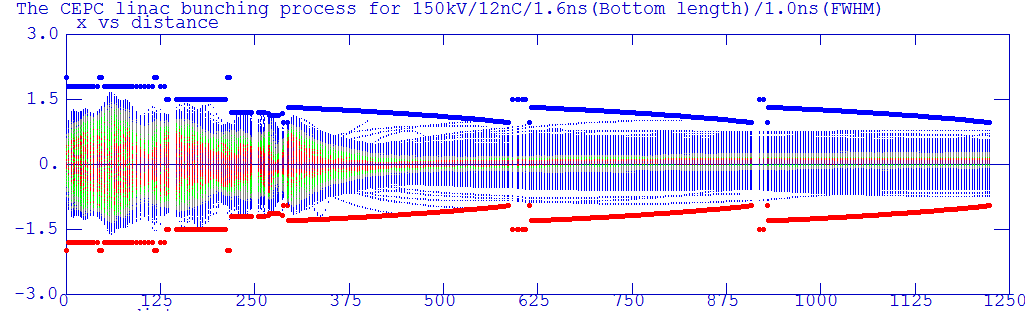 The CEPC linac bunching process for 150kV/12nC/1.6ns(Bottom length)/1.0ns(FWHM)
x vs distance
3.0
1.5
0.
-1.5
-3.0
0 125 250 375 500 625 750 875 1000 1125 1250